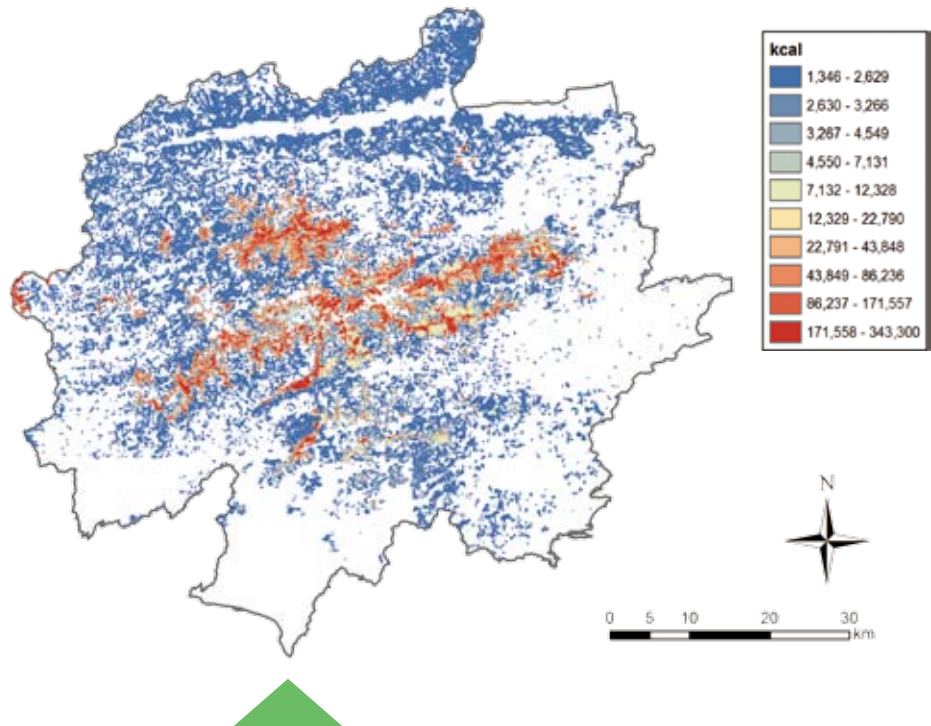 kcal
1,346 - 2,629
2,630 - 3,266
3,267 - 4,549
4,550 - 7,131
7,132 - 12,328
12,329 - 22,790
22,791 - 43,848
43,849 - 86,236
86,237 - 171,557
171,558 - 343,300
N
0 5 10 20 30
km